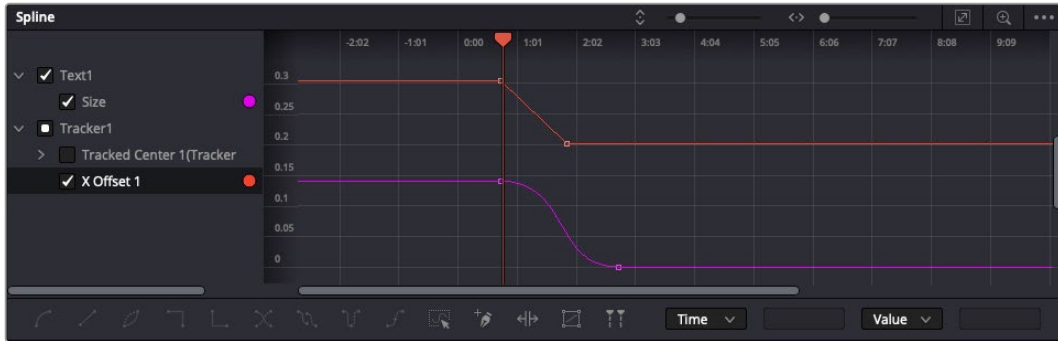 Spline
-2:02 -1:01 0:00 1:01 2:02 3:03 4:04 5:05 6:06 7:07 8:08 9:09
Text1
Size
Tracker1
Tracked Center 1(Tracker
X Offset 1
0.3
0.25
0.2
0.15
0.1
0.05
0
Time
Value